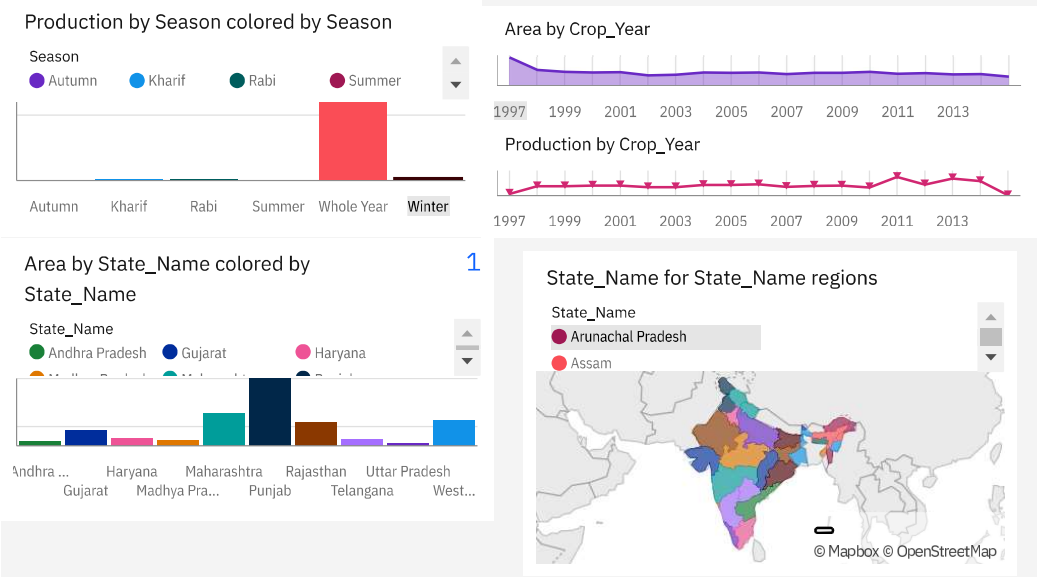 Production by Season colored by Season
Season
Autumn Kharif Rabi Summer
Autumn Kharif Rabi Summer Whole Year Winter
Area by Crop_Year
1997 1999 2001 2003 2005 2007 2009 2011 2013
Production by Crop_Year
1997 1999 2001 2003 2005 2007 2009 2011 2013
Area by State_Name colored by
State_Name
1
State_Name
Andhra Pradesh Gujarat Haryana
Andhra ... Haryana Maharashtra Rajasthan Uttar Pradesh
Gujarat Madhya Pra... Punjab Telangana West...
State_Name for State_Name regions
State_Name
Arunachal Pradesh
Assam
© Mapbox © OpenStreetMap